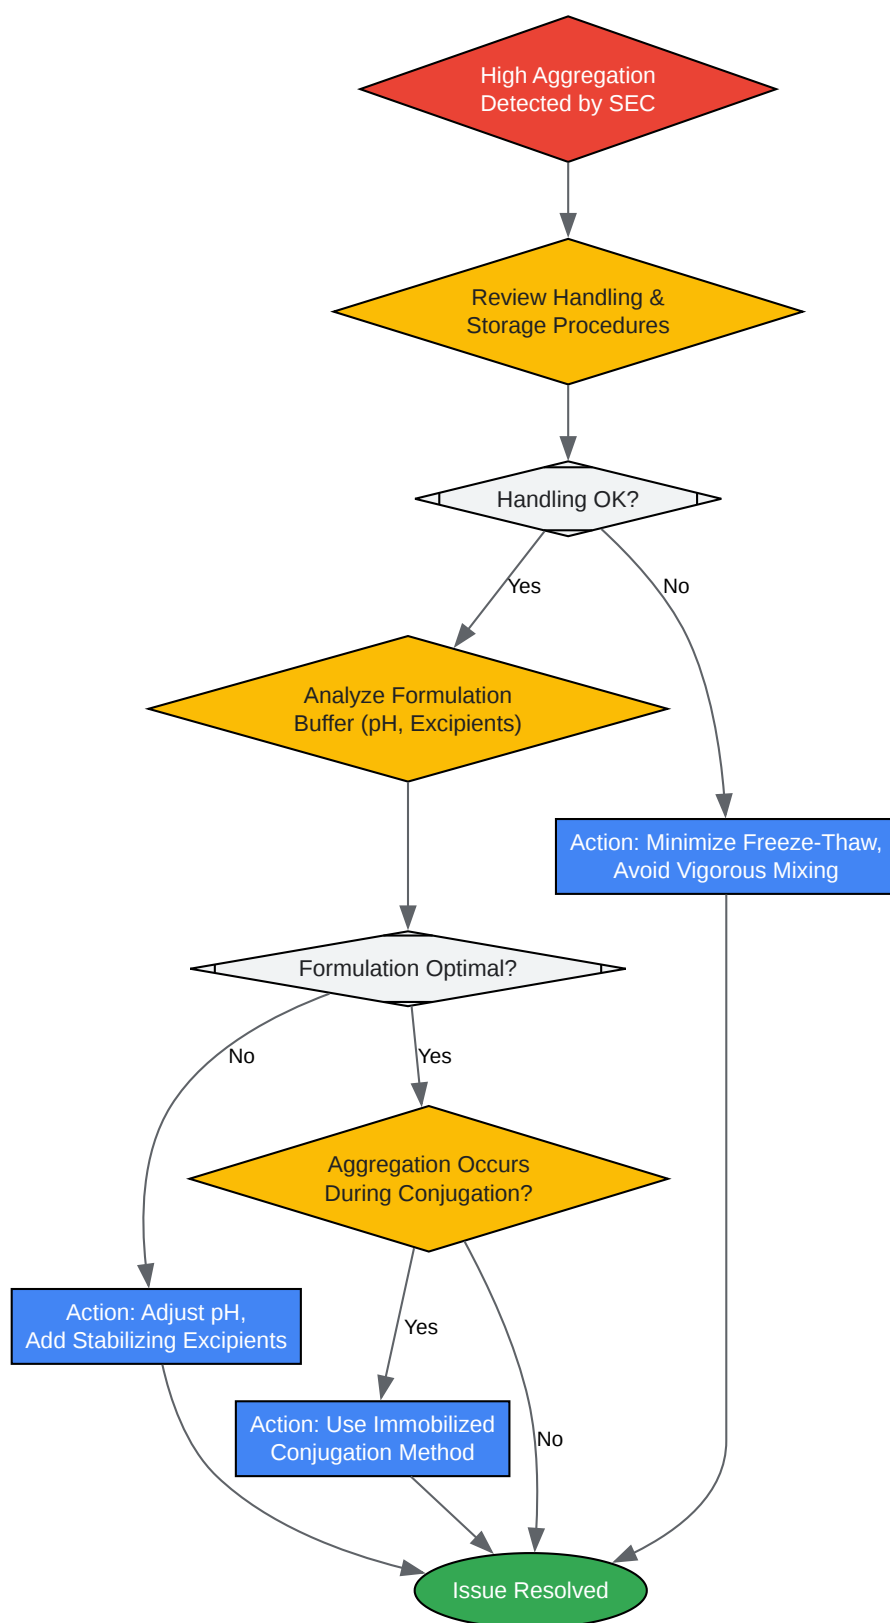 High Aggregation
Detected by SEC
Review Handling &
Storage Procedures
Handling OK?
Yes
No
Analyze Formulation
Buffer (pH, Excipients)
Action: Minimize Freeze-Thaw,
Avoid Vigorous Mixing
Formulation Optimal?
No
Yes
Aggregation Occurs
During Conjugation?
Action: Adjust pH,
Add Stabilizing Excipients
Yes
Action: Use Immobilized
Conjugation Method
No
Issue Resolved